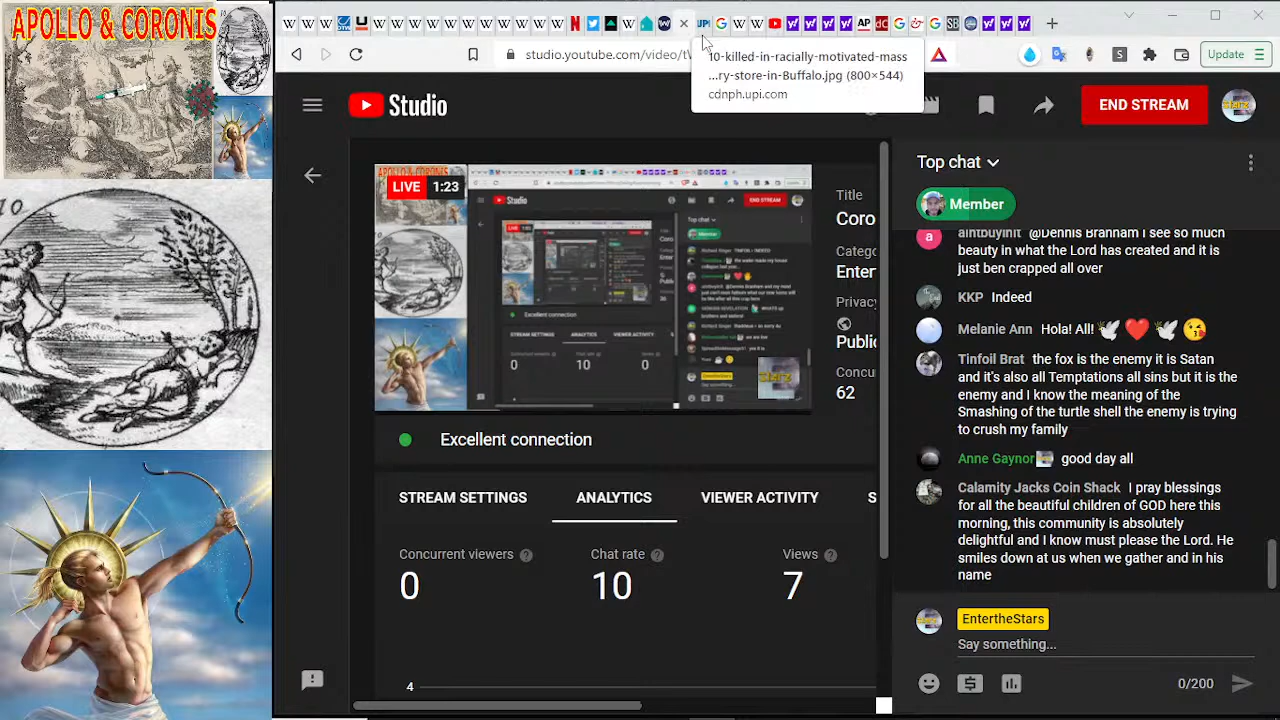 APOLLO & CORONIS
studio.youtube.com/video/tW
10-killed-in-racially-motivated-mass
...ry-store-in-Buffalo.jpg (800×544)
cdnph.upi.com
Update
Studio
END STREAM
LIVE 1:23
Title
Coro
Catego
Enter
Privacy
Public
Concu
62
Excellent connection
STREAM SETTINGS
ANALYTICS
VIEWER ACTIVITY
S
Concurrent viewers
0
Chat rate
10
Views
7
4
Top chat
Member
aintbuyinit @Dennis Branham I see so much
beauty in what the Lord has created and it is
just ben crapped all over
KKP Indeed
Melanie Ann Hola! All! 🕊️❤️🕊️😘
Tinfoil Brat the fox is the enemy it is Satan
and it's also all Temptations all sins but it is the
enemy and I know the meaning of the
Smashing of the turtle shell the enemy is trying
to crush my family
Anne Gaynor good day all
Calamity Jacks Coin Shack I pray blessings
for all the beautiful children of GOD here this
morning, this community is absolutely
delightful and I know must please the Lord. He
smiles down at us when we gather and in his
name
EntertheStars
Say something...
0/200
10